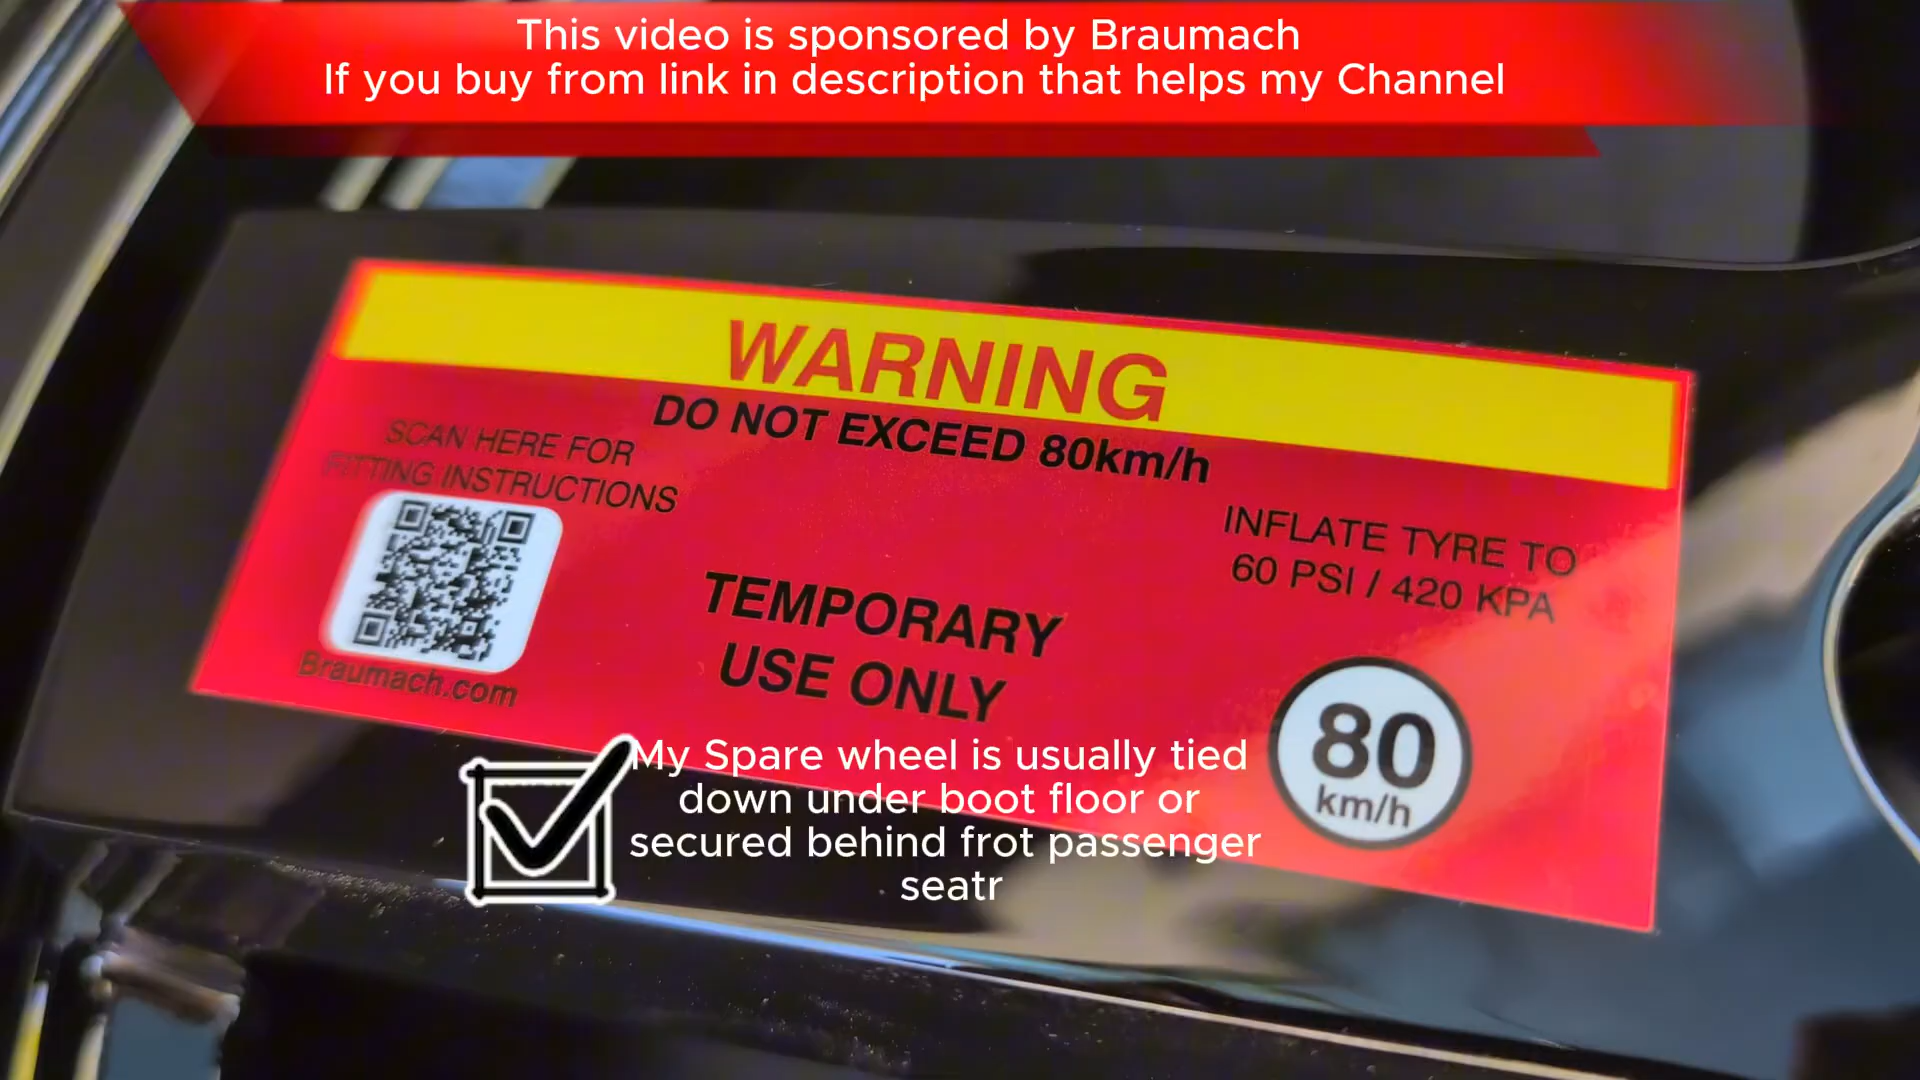 This video is sponsored by Braumach
If you buy from link in description that helps my Channel
WARNING
DO NOT EXCEED 80km/h
SCAN HERE FOR
FITTING INSTRUCTIONS
Braumach.com
TEMPORARY
USE ONLY
INFLATE TYRE TO
60 PSI / 420 KPA
80
km/h
My Spare wheel is usually tied
down under boot floor or
secured behind frot passenger
seatr